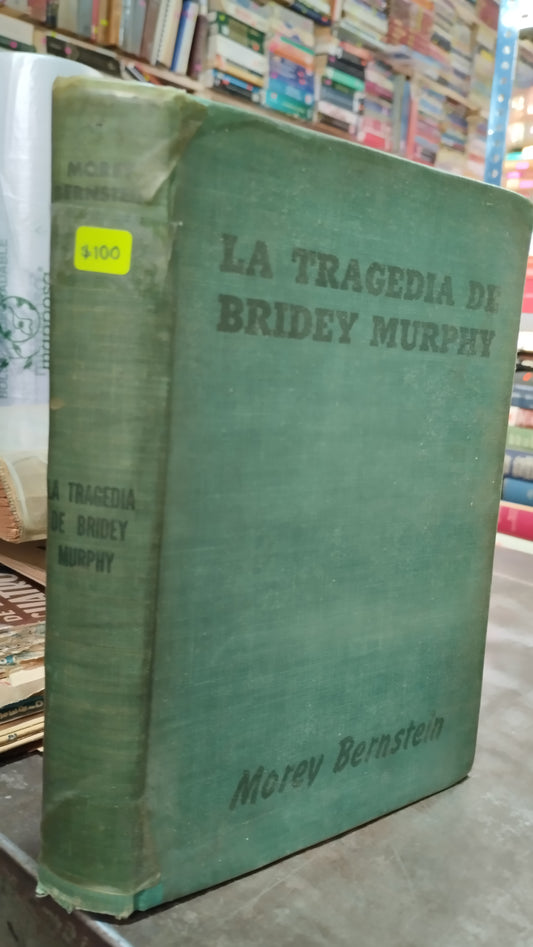 MOREY
BERNSTEIN
$100
LA TRAGEDIA
DE BRIDEY
MURPHY
LA TRAGEDIA DE
BRIDEY MURPHY
Morey Bernstein